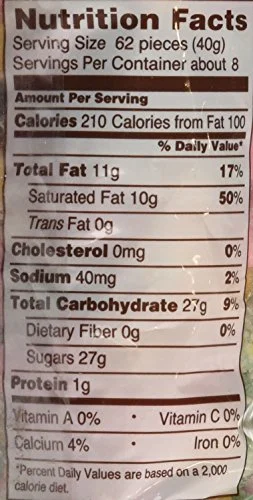 Nutrition Facts
Serving Size 62 pieces (40g)
Servings Per Container about 8
Amount Per Serving
Calories 210 Calories from Fat 100
% Daily Value*
Total Fat 11g 17%
Saturated Fat 10g 50%
Trans Fat 0g
Cholesterol 0mg 0%
Sodium 40mg 2%
Total Carbohydrate 27g 9%
Dietary Fiber 0g 0%
Sugars 27g
Protein 1g
Vitamin A 0% • Vitamin C 0%
Calcium 4% • Iron 0%
*Percent Daily Values are based on a 2,000
calorie diet.